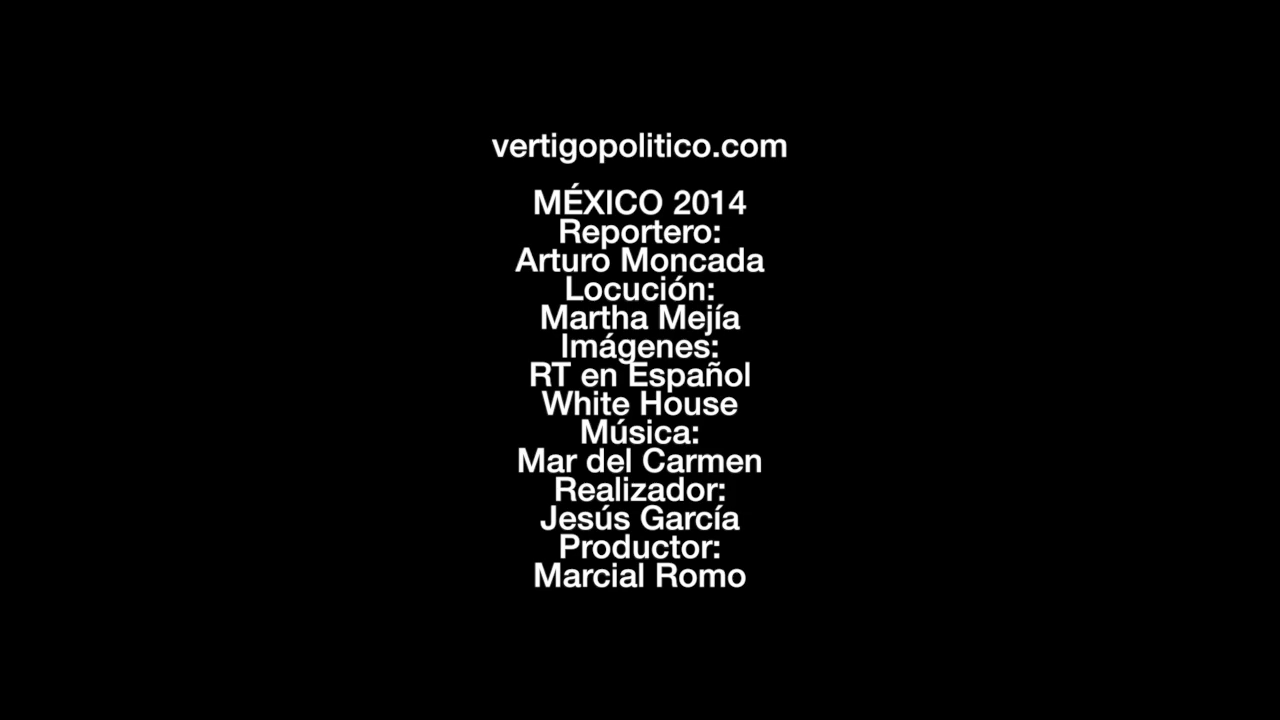 vertigopolitico.com
MÉXICO 2014
Reportero:
Arturo Moncada
Locución:
Martha Mejía
Imágenes:
RT en Español
White House
Música:
Mar del Carmen
Realizador:
Jesús García
Productor:
Marcial Romo